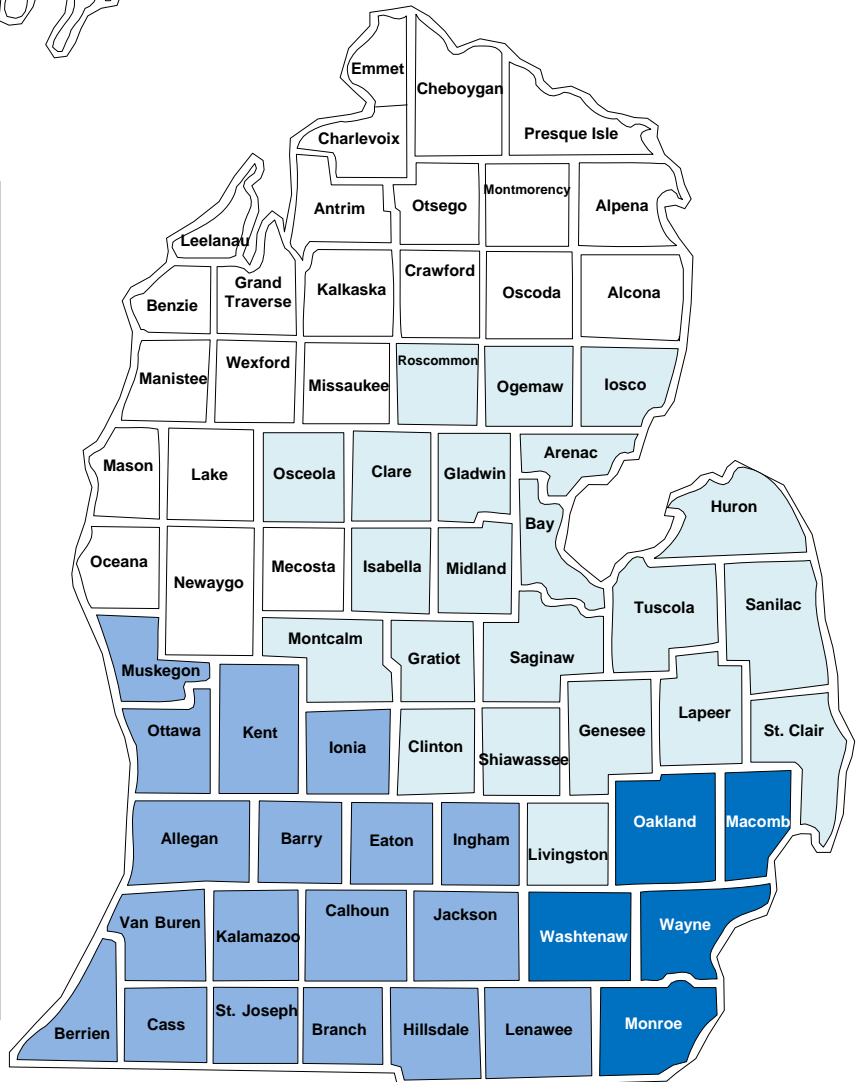 Emmet
Cheboygan
Presque Isle
Charlevoix
Montmorency
Antrim
Otsego
Alpena
Leelanau
Crawford
Grand
Traverse
Kalkaska
Oscoda
Alcona
Benzie
Roscommon
Wexford
Manistee
Missaukee
Ogemaw
Iosco
Arenac
Mason
Lake
Osceola
Clare
Gladwin
Huron
Bay
Oceana
Newaygo
Mecosta
Isabella
Midland
Tuscola
Sanilac
Montcalm
Gratiot
Saginaw
Muskegon
Lapeer
Ottawa
Kent
Ionia
Clinton
Shiawassee
Genesee
St. Clair
Oakland
Macomb
Allegan
Barry
Eaton
Ingham
Livingston
Van Buren
Kalamazoo
Calhoun
Jackson
Washtenaw
Wayne
Berrien
Cass
St. Joseph
Branch
Hillsdale
Lenawee
Monroe